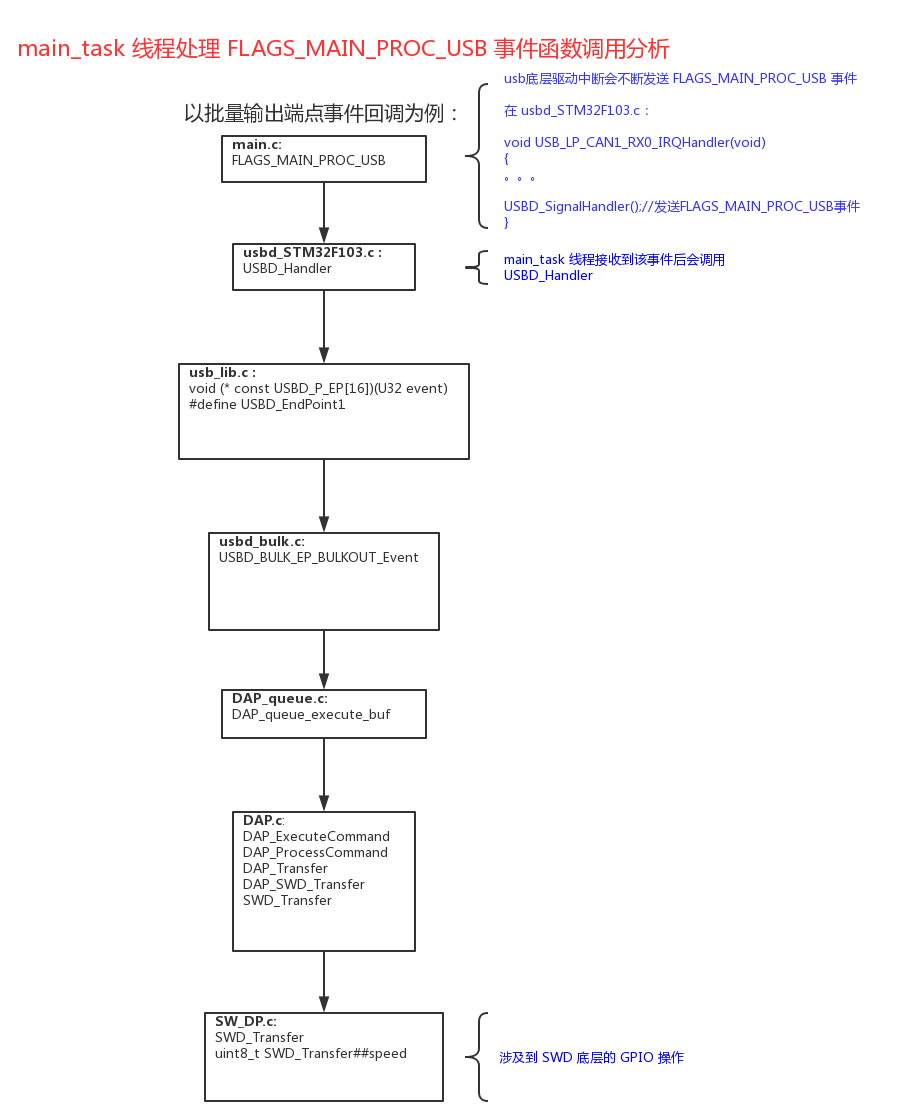 main_task 线程处理 FLAGS_MAIN_PROC_USB 事件函数调用分析
usb底层驱动中断会不断发送 FLAGS_MAIN_PROC_USB 事件
在 usbd_STM32F103.c：
void USB_LP_CAN1_RX0_IRQHandler(void)
{
。。。
USBD_SignalHandler();//发送FLAGS_MAIN_PROC_USB事件
}
以批量输出端点事件回调为例：
main.c:
FLAGS_MAIN_PROC_USB
usbd_STM32F103.c :
USBD_Handler
main_task 线程接收到该事件后会调用
USBD_Handler
usb_lib.c :
void (* const USBD_P_EP[16])(U32 event)
#define USBD_EndPoint1
usbd_bulk.c:
USBD_BULK_EP_BULKOUT_Event
DAP_queue.c:
DAP_queue_execute_buf
DAP.c:
DAP_ExecuteCommand
DAP_ProcessCommand
DAP_Transfer
DAP_SWD_Transfer
SWD_Transfer
SW_DP.c:
SWD_Transfer
uint8_t SWD_Transfer##speed
涉及到 SWD 底层的 GPIO 操作